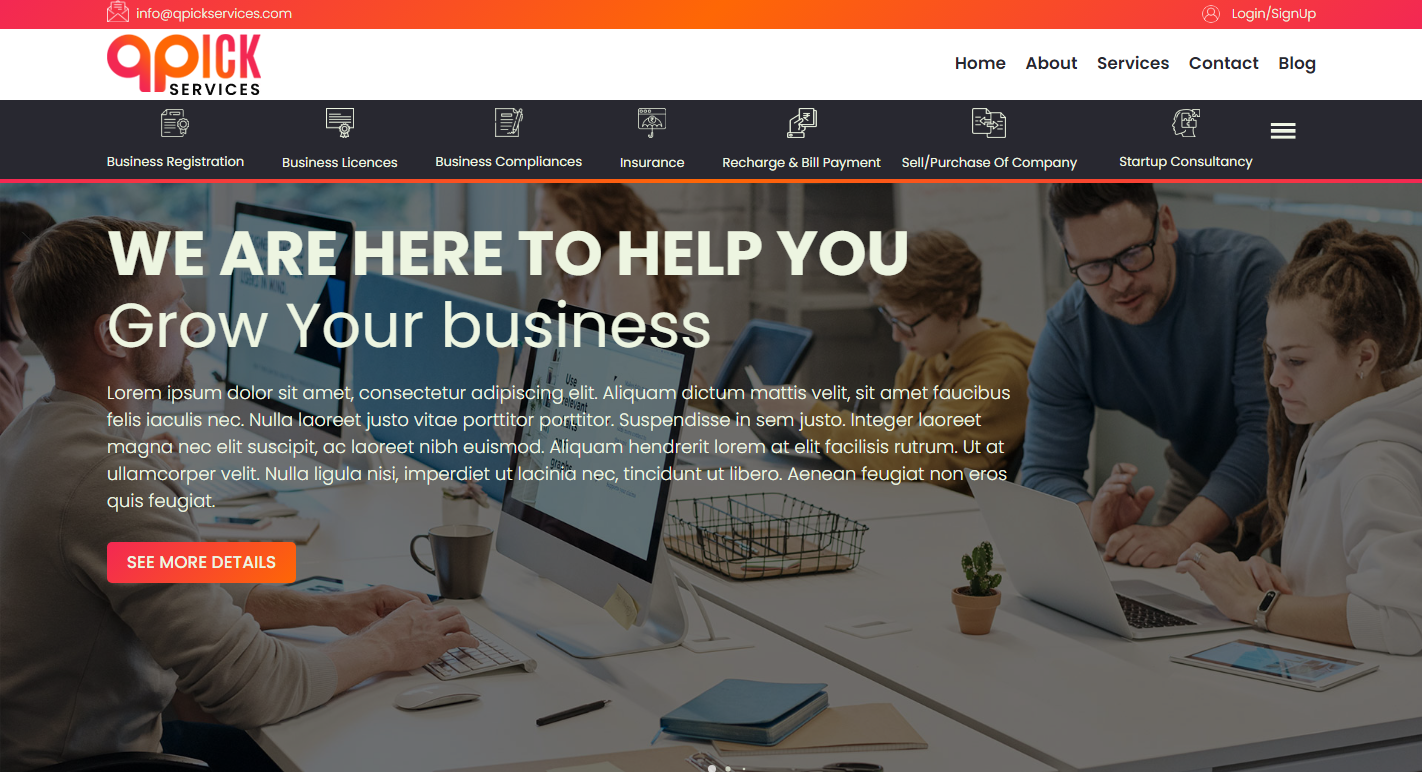 info@qpickservices.com
Login/SignUp
qpICK
SERVICES
Home About Services Contact Blog
Business Registration
Business Licences
Business Compliances
Insurance
Recharge & Bill Payment
Sell/Purchase Of Company
Startup Consultancy
WE ARE HERE TO HELP YOU
Grow Your business
Lorem ipsum dolor sit amet, consectetur adipiscing elit. Aliquam dictum mattis velit, sit amet faucibus
felis iaculis nec. Nulla laoreet justo vitae porttitor porttitor. Suspendisse in sem justo. Integer laoreet
magna nec elit suscipit, ac laoreet nibh euismod. Aliquam hendrerit lorem at elit facilisis rutrum. Ut at
ullamcorper velit. Nulla ligula nisi, imperdiet ut lacinia nec, tincidunt ut libero. Aenean feugiat non eros
quis feugiat.
SEE MORE DETAILS